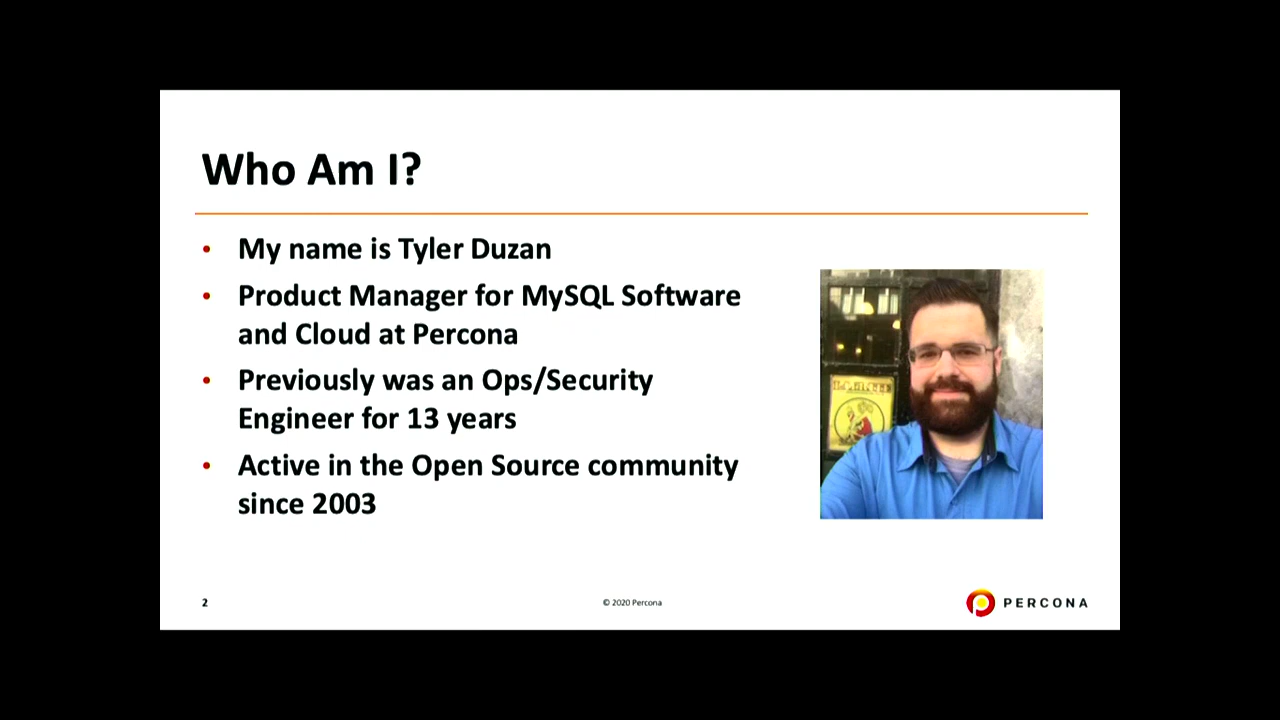 Who Am I?
• My name is Tyler Duzan
• Product Manager for MySQL Software
and Cloud at Percona
• Previously was an Ops/Security
Engineer for 13 years
• Active in the Open Source community
since 2003
2
© 2020 Percona
PERCONA